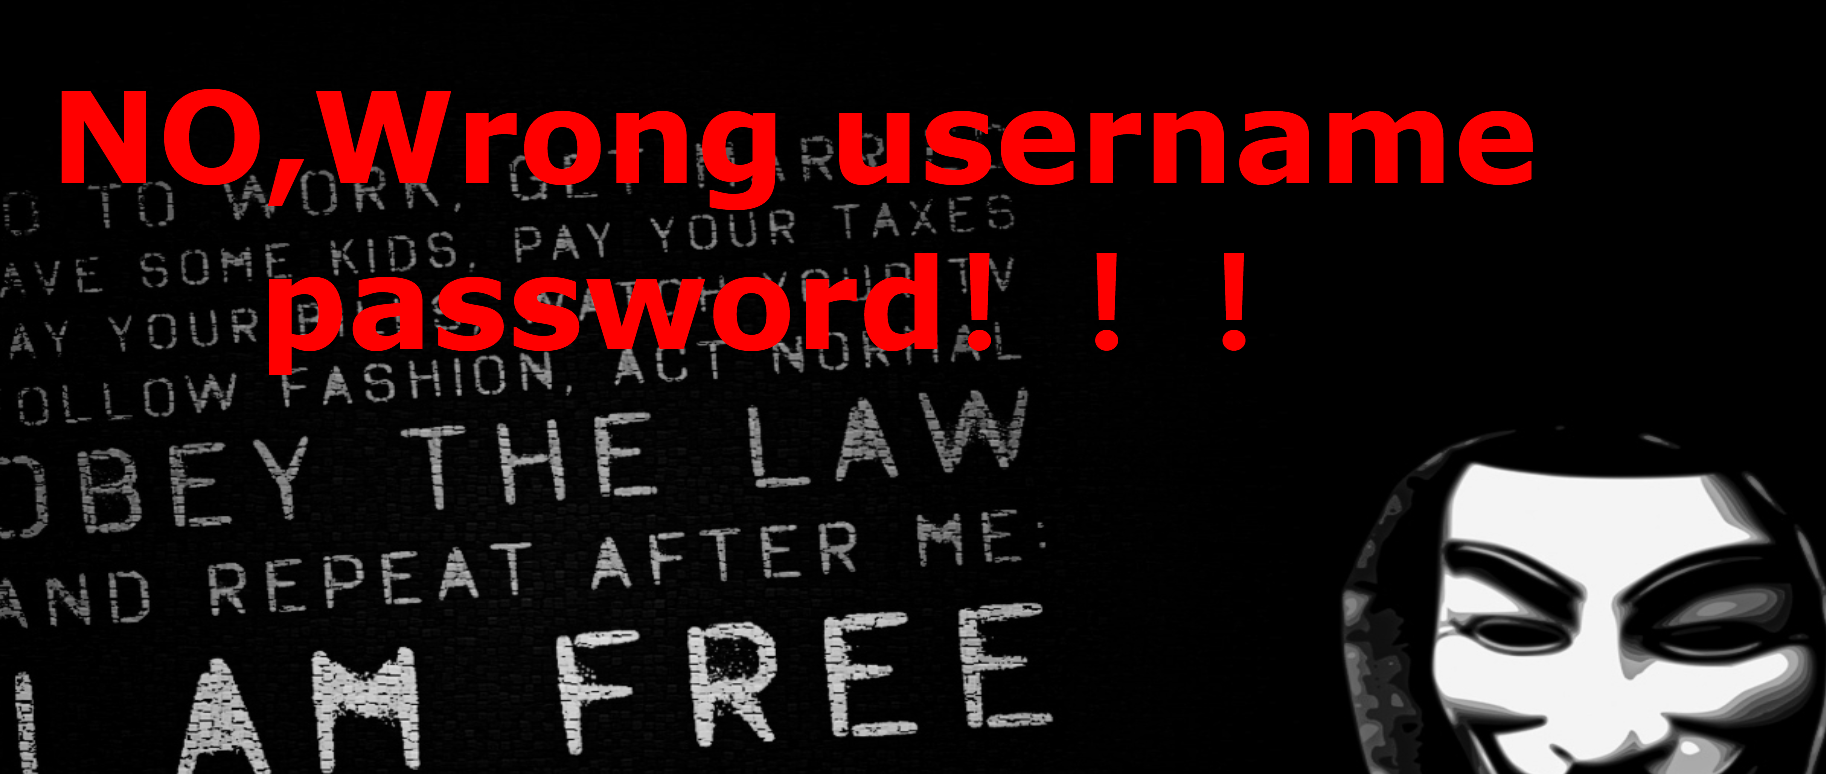 NO,Wrong username
password！！！
O TO WORK, GET MARRIED
AVE SOME KIDS, PAY YOUR TAXES
AY YOUR BILLS, WATCH YOUR TV
OLLOW FASHION, ACT NORMAL
OBEY THE LAW
AND REPEAT AFTER ME:
I AM FREE